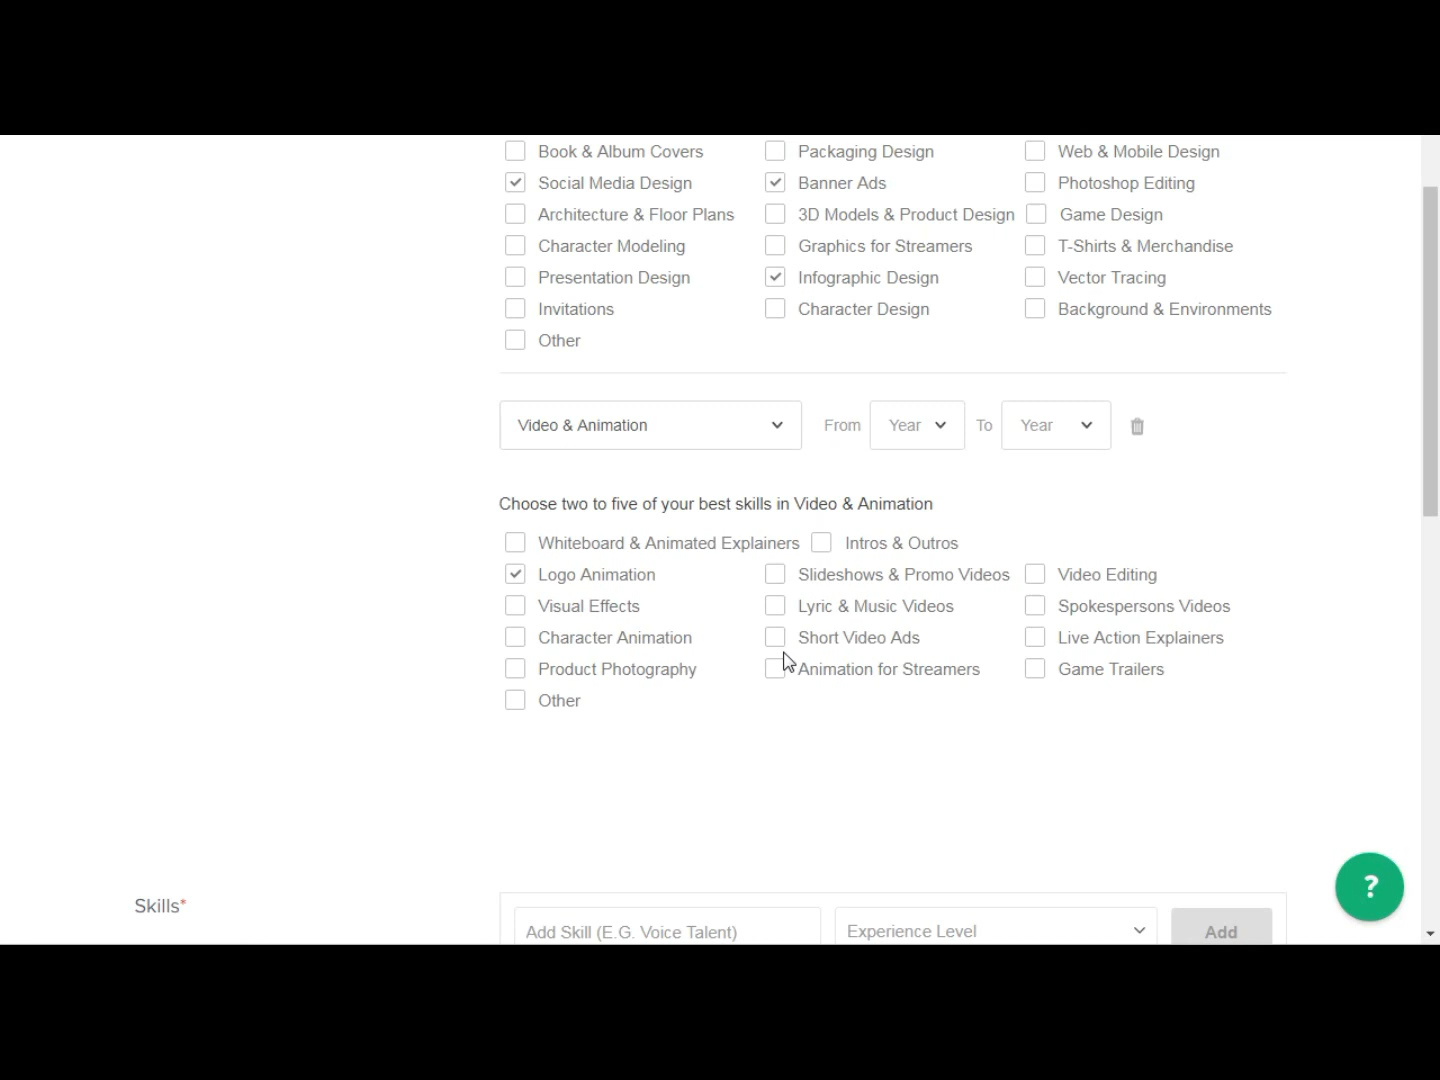 Book & Album Covers Packaging Design Web & Mobile Design
Social Media Design Banner Ads Photoshop Editing
Architecture & Floor Plans 3D Models & Product Design Game Design
Character Modeling Graphics for Streamers T-Shirts & Merchandise
Presentation Design Infographic Design Vector Tracing
Invitations Character Design Background & Environments
Other
Video & Animation From Year To Year
Choose two to five of your best skills in Video & Animation
Whiteboard & Animated Explainers Intros & Outros
Logo Animation Slideshows & Promo Videos Video Editing
Visual Effects Lyric & Music Videos Spokespersons Videos
Character Animation Short Video Ads Live Action Explainers
Product Photography Animation for Streamers Game Trailers
Other
?
Skills*
Add Skill (E.G. Voice Talent) Experience Level Add